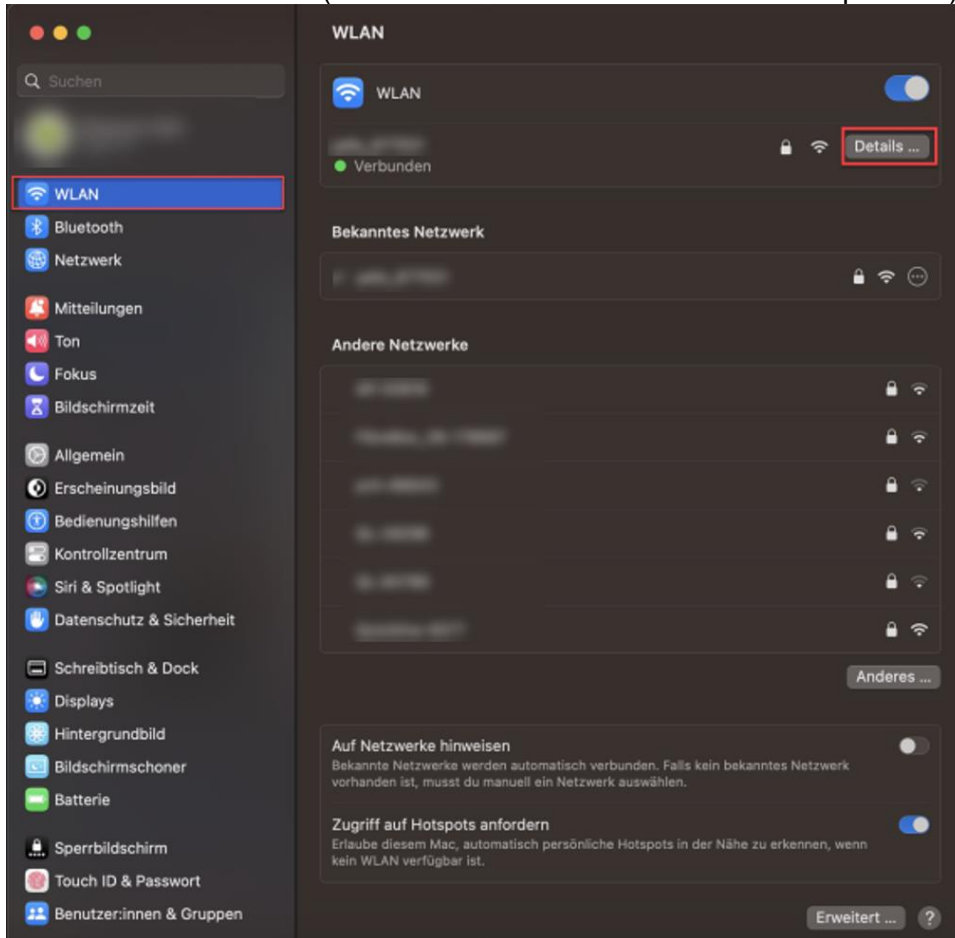 WLAN
Suchen
WLAN
Details ...
Verbunden
WLAN
Bluetooth
Netzwerk
Mitteilungen
Ton
Fokus
Bildschirmzeit
Allgemein
Erscheinungsbild
Bedienungshilfen
Kontrollzentrum
Siri & Spotlight
Datenschutz & Sicherheit
Schreibtisch & Dock
Displays
Hintergrundbild
Bildschirmschoner
Batterie
Sperrbildschirm
Touch ID & Passwort
Benutzer:innen & Gruppen
Bekanntes Netzwerk
Andere Netzwerke
Anderes ...
Auf Netzwerke hinweisen
Bekannte Netzwerke werden automatisch verbunden. Falls kein bekanntes Netzwerk
vorhanden ist, musst du manuell ein Netzwerk auswählen.
Zugriff auf Hotspots anfordern
Erlaube diesem Mac, automatisch persönliche Hotspots in der Nähe zu erkennen, wenn
kein WLAN verfügbar ist.
Erweitert ...
?